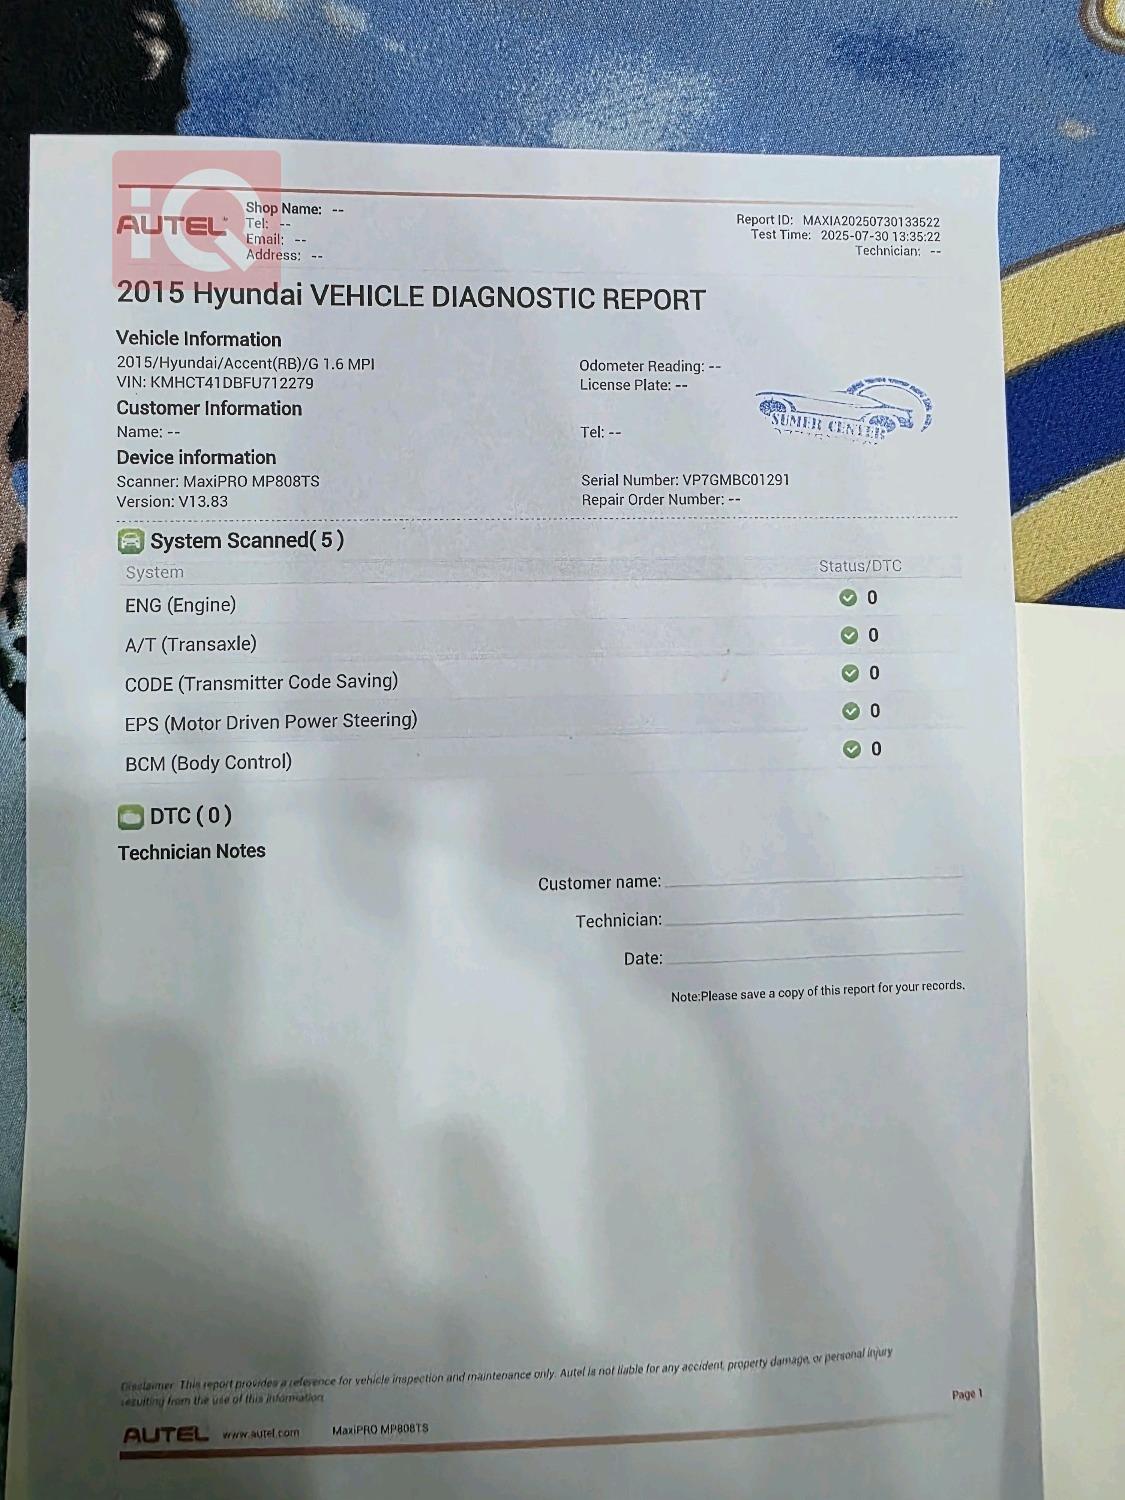 iQ
AUTEL
Shop Name: --
Tel: --
Email: --
Address: --
Report ID: MAXIA20250730133522
Test Time: 2025-07-30 13:35:22
Technician: --
2015 Hyundai VEHICLE DIAGNOSTIC REPORT
Vehicle Information
2015/Hyundai/Accent(RB)/G 1.6 MPI
Odometer Reading: --
VIN: KMHCT41DBFU712279
License Plate: --
SUMER CENTER
Customer Information
Name: --
Tel: --
Device information
Scanner: MaxiPRO MP808TS
Serial Number: VP7GMBC01291
Version: V13.83
Repair Order Number: --
System Scanned( 5 )
System Status/DTC
ENG (Engine) 0
A/T (Transaxle) 0
CODE (Transmitter Code Saving) 0
EPS (Motor Driven Power Steering) 0
BCM (Body Control) 0
DTC ( 0 )
Technician Notes
Customer name:
Technician:
Date:
Note:Please save a copy of this report for your records.
Disclaimer: This report provides a reference for vehicle inspection and maintenance only. Autel is not liable for any accident, property damage, or personal injury
resulting from the use of this information.
Page 1
AUTEL www.autel.com MaxiPRO MP808TS